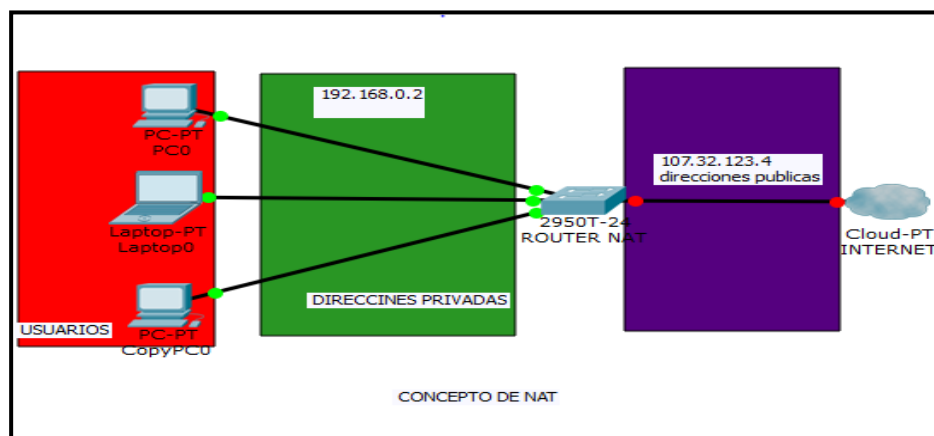 192.168.0.2
PC-PT
PC0
107.32.123.4
direcciones publicas
Laptop-PT
Laptop0
2950T-24
ROUTER NAT
Cloud-PT
INTERNET
DIRECCINES PRIVADAS
USUARIOS
PC-PT
CopyPC0
CONCEPTO DE NAT